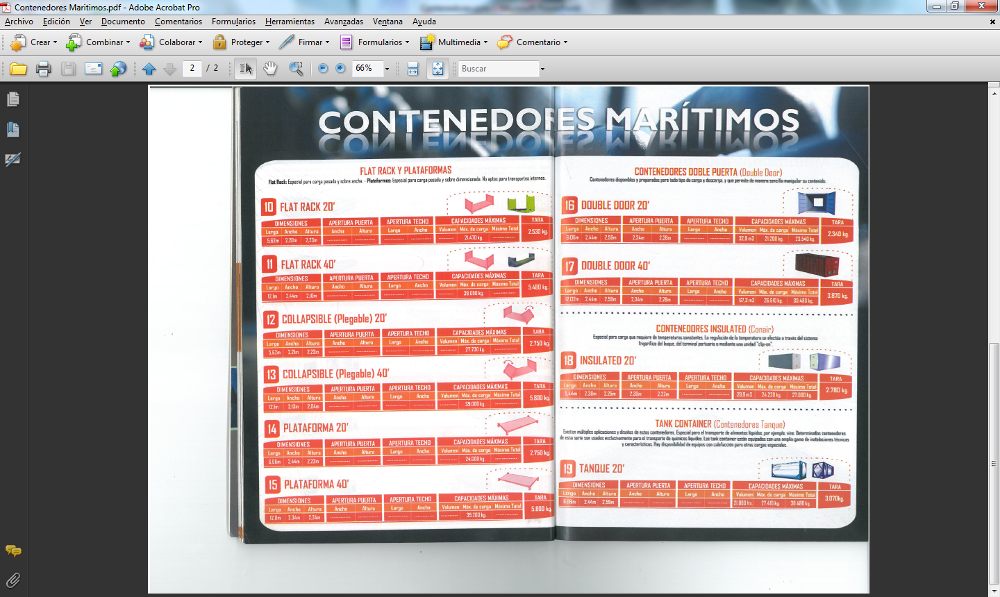 Contenedores Maritimos.pdf - Adobe Acrobat Pro
Archivo Edición Ver Documento Comentarios Formularios Herramientas Avanzadas Ventana Ayuda
Crear Combinar Colaborar Proteger Firmar Formularios Multimedia Comentario
2 / 2 66% Buscar
CONTENEDORES MARÍTIMOS
FLAT RACK Y PLATAFORMAS
Flat Rack: Especial para carga pesada y sobre ancha. - Plataformas: Especial para carga pesada y sobre dimensionada. No aptos para transportes internos.
10 FLAT RACK 20'
DIMENSIONES APERTURA PUERTA APERTURA TECHO CAPACIDADES MÁXIMAS TARA
Largo Ancho Altura Ancho Altura Largo Ancho Volumen Máx. de carga Máximo Total
5,62m 2,20m 2,23m 21.470 kg. 2.530 kg.
11 FLAT RACK 40'
DIMENSIONES APERTURA PUERTA APERTURA TECHO CAPACIDADES MÁXIMAS TARA
Largo Ancho Altura Ancho Altura Largo Ancho Volumen Máx. de carga Máximo Total
12,1m 2,44m 2,10m 39.000 kg. 5.480 kg.
12 COLLAPSIBLE (Plegable) 20'
DIMENSIONES APERTURA PUERTA APERTURA TECHO CAPACIDADES MÁXIMAS TARA
Largo Ancho Altura Ancho Altura Largo Ancho Volumen Máx. de carga Máximo Total
5,62m 2,21m 2,23m 27.730 kg. 2.750 kg.
13 COLLAPSIBLE (Plegable) 40'
DIMENSIONES APERTURA PUERTA APERTURA TECHO CAPACIDADES MÁXIMAS TARA
Largo Ancho Altura Ancho Altura Largo Ancho Volumen Máx. de carga Máximo Total
12,1m 2,13m 2,04m 39.000 kg. 5.800 kg.
14 PLATAFORMA 20'
DIMENSIONES APERTURA PUERTA APERTURA TECHO CAPACIDADES MÁXIMAS TARA
Largo Ancho Altura Ancho Altura Largo Ancho Volumen Máx. de carga Máximo Total
6,06m 2,44m 2,23m 24.000 kg. 2.750 kg.
15 PLATAFORMA 40'
DIMENSIONES APERTURA PUERTA APERTURA TECHO CAPACIDADES MÁXIMAS TARA
Largo Ancho Altura Ancho Altura Largo Ancho Volumen Máx. de carga Máximo Total
12,0m 2,34m 2,24m 39.200 kg. 5.800 kg.
CONTENEDORES DOBLE PUERTA (Double Door)
Contenedores disponibles y preparados para todo tipo de carga y descarga, y que permite de manera sencilla manipular su contenido.
16 DOUBLE DOOR 20'
DIMENSIONES APERTURA PUERTA APERTURA TECHO CAPACIDADES MÁXIMAS TARA
Largo Ancho Altura Ancho Altura Largo Ancho Volumen Máx. de carga Máximo Total
2,44m 2,59m 2,34m 2,28m 32,9 m3 21.200 kg. 23.540 kg. 2.340 kg.
17 DOUBLE DOOR 40'
DIMENSIONES APERTURA PUERTA APERTURA TECHO CAPACIDADES MÁXIMAS TARA
Largo Ancho Altura Ancho Altura Largo Ancho Volumen Máx. de carga Máximo Total
2,44m 2,59m 2,34m 2,28m 67,3 m3 26.610 kg. 30.480 kg. 3.870 kg.
CONTENEDORES INSULATED (Conair)
Especial para carga que requiere de temperaturas constantes. La regulación de la temperatura se efectúa a través del sistema
frigorífico del buque, del terminal portuario o mediante una unidad "clip-on".
18 INSULATED 20'
DIMENSIONES APERTURA PUERTA APERTURA TECHO CAPACIDADES MÁXIMAS TARA
Largo Ancho Altura Ancho Altura Largo Ancho Volumen Máx. de carga Máximo Total
5,44m 2,30m 2,25m 2,30m 2,22m 29,9 m3 24.220 kg. 27.000 kg. 2.780 kg.
TANK CONTAINER (Contenedores Tanque)
Existen múltiples aplicaciones y diseños de estos contenedores. Especial para el transporte de alimentos líquidos, por ejemplo, vino. Determinados contenedores
de esta serie son usados exclusivamente para el transporte de químicos líquidos. Los tank container están equipados con una amplia gama de instalaciones técnicas
y características. Hay disponibilidad de equipos con calefacción para otras cargas especiales.
19 TANQUE 20'
DIMENSIONES APERTURA PUERTA APERTURA TECHO CAPACIDADES MÁXIMAS TARA
Largo Ancho Altura Ancho Altura Largo Ancho Volumen Máx. de carga Máximo Total
2,44m 2,59m 21.000 lts. 27.410 kg. 30.480 kg. 3.070kg.